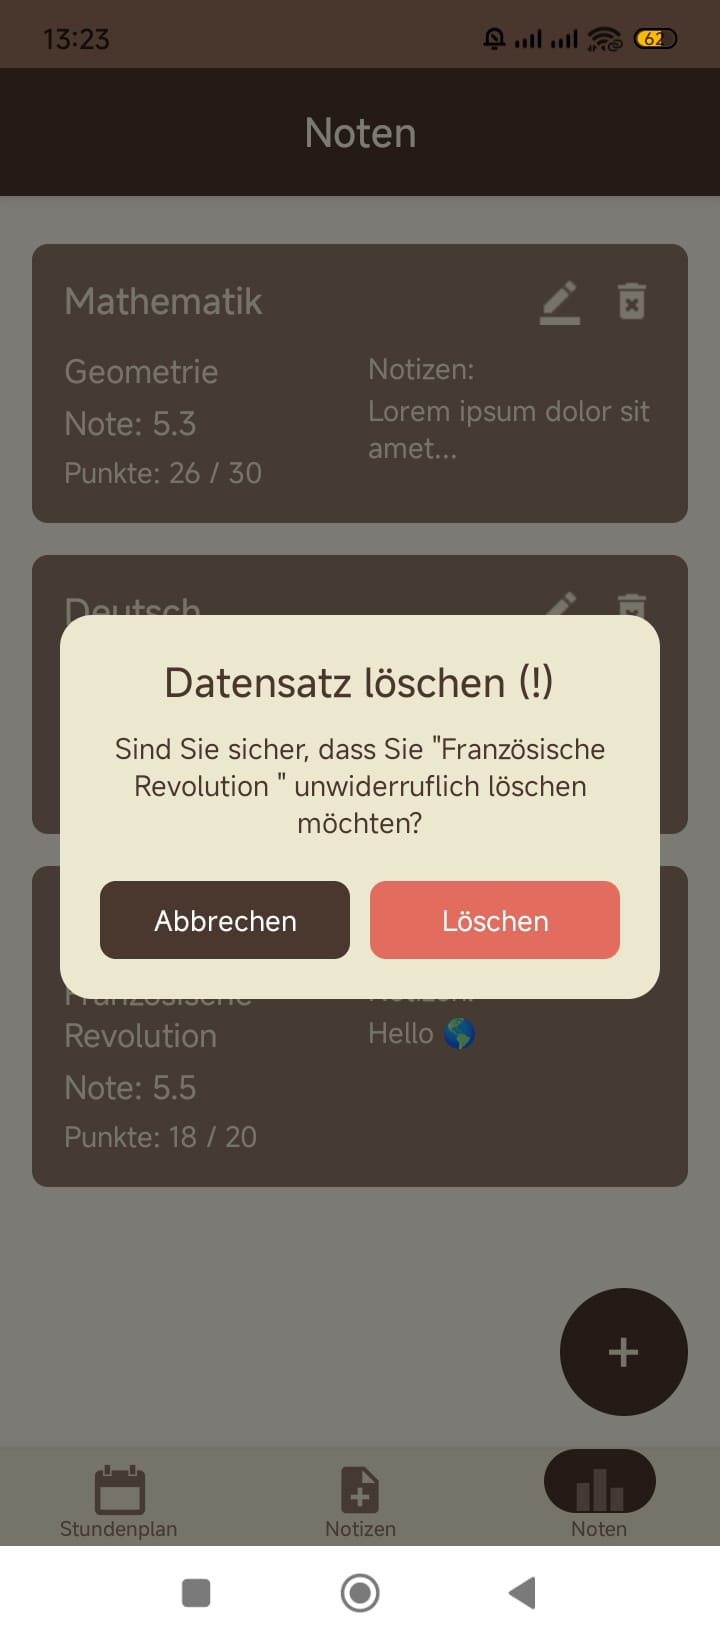 13:23
62
Noten
Mathematik
Geometrie
Note: 5.3
Punkte: 26 / 30
Notizen:
Lorem ipsum dolor sit
amet...
Deutsch
Datensatz löschen (!)
Sind Sie sicher, dass Sie "Französische
Revolution " unwiderruflich löschen
möchten?
Abbrechen
Löschen
Französische
Revolution
Note: 5.5
Punkte: 18 / 20
Notizen:
Hello 🌎
+
Stundenplan
Notizen
Noten